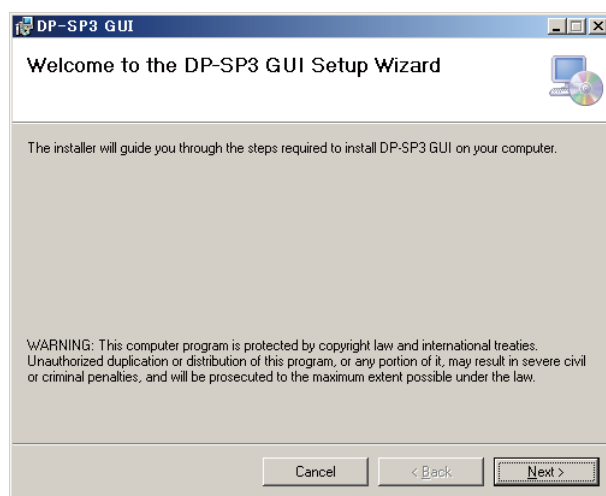 DP-SP3 GUI
Welcome to the DP-SP3 GUI Setup Wizard
The installer will guide you through the steps required to install DP-SP3 GUI on your computer.
WARNING: This computer program is protected by copyright law and international treaties.
Unauthorized duplication or distribution of this program, or any portion of it, may result in severe civil
or criminal penalties, and will be prosecuted to the maximum extent possible under the law.
Cancel < Back Next >